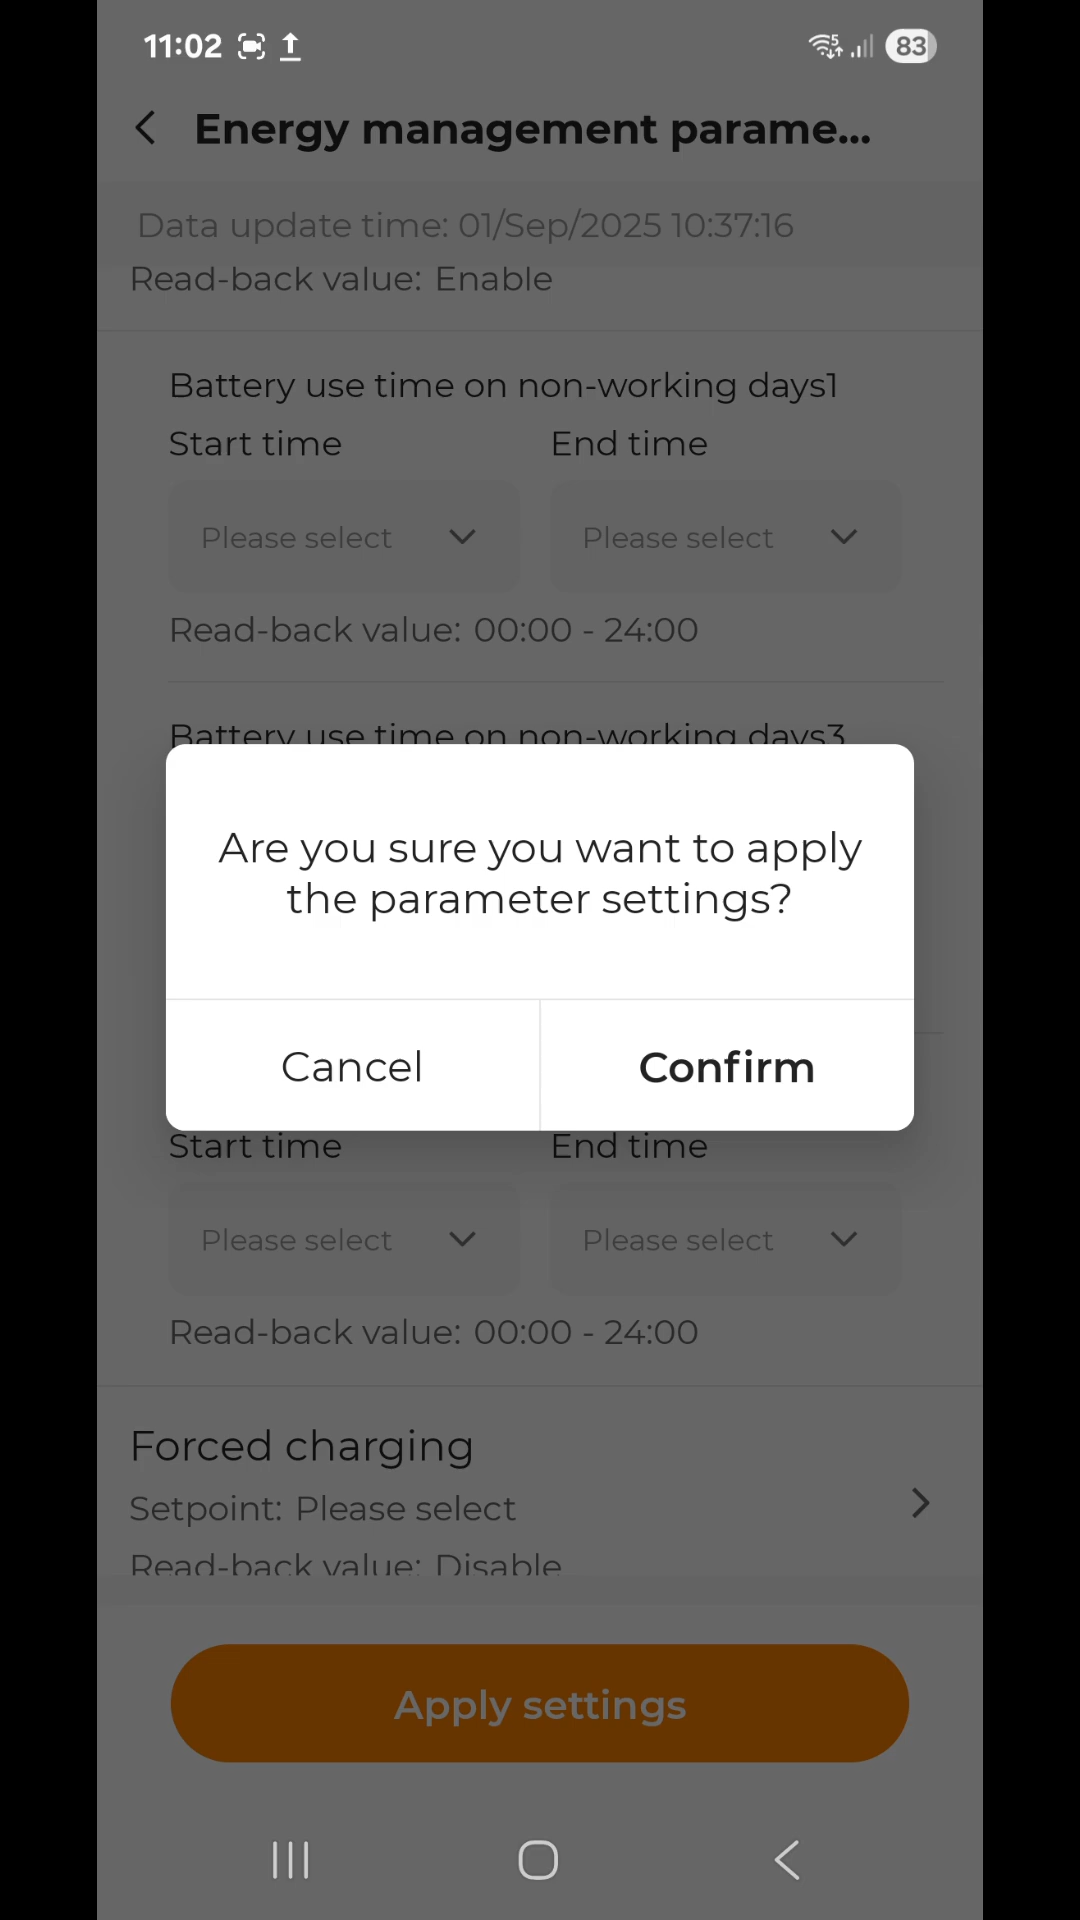 11:02
5
83
Energy management parame...
Data update time: 01/Sep/2025 10:37:16
Read-back value: Enable
Battery use time on non-working days1
Start time End time
Please select Please select
Read-back value: 00:00 - 24:00
Battery use time on non-working days3
Are you sure you want to apply
the parameter settings?
Cancel Confirm
Start time End time
Please select Please select
Read-back value: 00:00 - 24:00
Forced charging
Setpoint: Please select
Read-back value: Disable
Apply settings